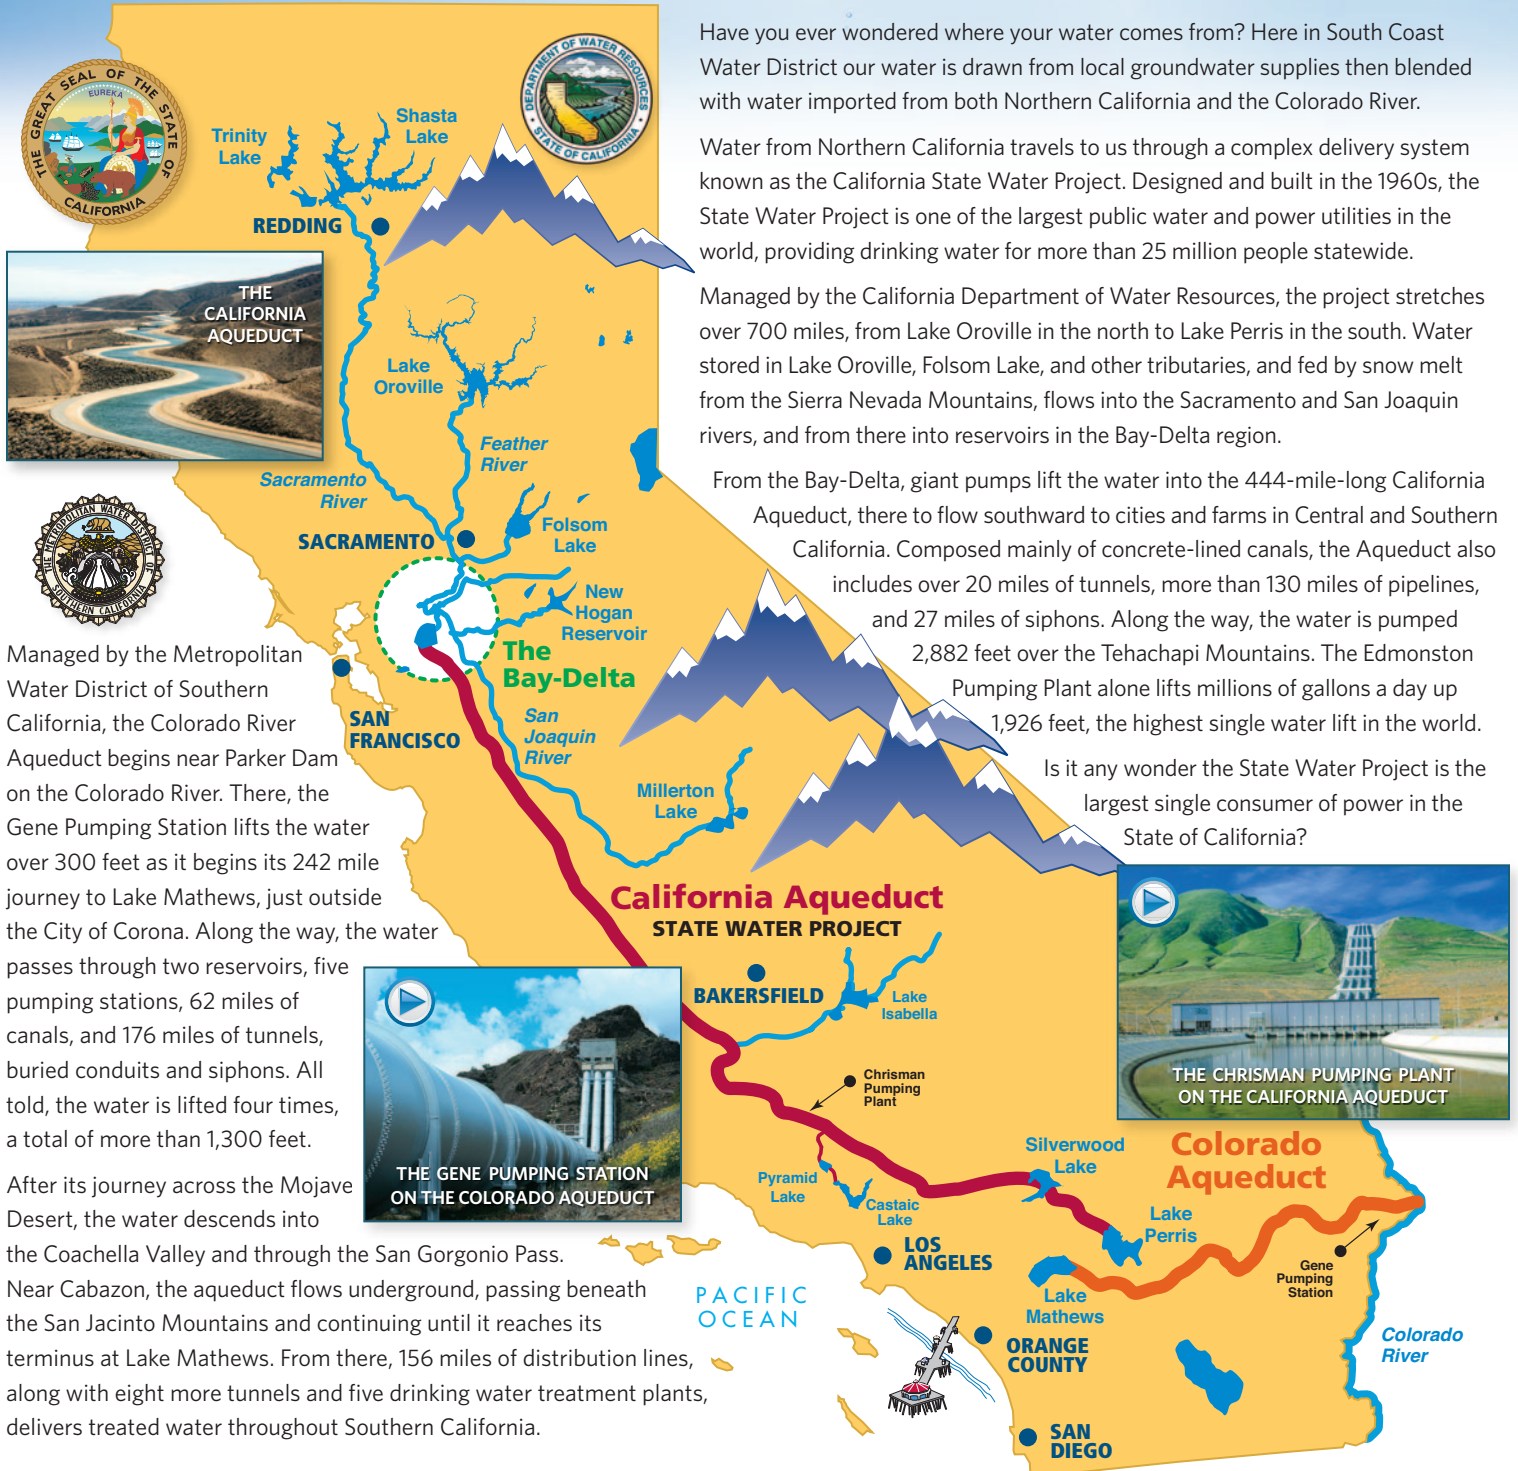 THE GREAT SEAL OF THE STATE OF
CALIFORNIA
EUREKA
DEPARTMENT OF WATER RESOURCES
STATE OF CALIFORNIA
Have you ever wondered where your water comes from? Here in South Coast
Water District our water is drawn from local groundwater supplies then blended
with water imported from both Northern California and the Colorado River.
Water from Northern California travels to us through a complex delivery system
known as the California State Water Project. Designed and built in the 1960s, the
State Water Project is one of the largest public water and power utilities in the
world, providing drinking water for more than 25 million people statewide.
Managed by the California Department of Water Resources, the project stretches
over 700 miles, from Lake Oroville in the north to Lake Perris in the south. Water
stored in Lake Oroville, Folsom Lake, and other tributaries, and fed by snow melt
from the Sierra Nevada Mountains, flows into the Sacramento and San Joaquin
rivers, and from there into reservoirs in the Bay-Delta region.
From the Bay-Delta, giant pumps lift the water into the 444-mile-long California
Aqueduct, there to flow southward to cities and farms in Central and Southern
California. Composed mainly of concrete-lined canals, the Aqueduct also
includes over 20 miles of tunnels, more than 130 miles of pipelines,
and 27 miles of siphons. Along the way, the water is pumped
2,882 feet over the Tehachapi Mountains. The Edmonston
Pumping Plant alone lifts millions of gallons a day up
1,926 feet, the highest single water lift in the world.
Is it any wonder the State Water Project is the
largest single consumer of power in the
State of California?
Trinity
Lake
Shasta
Lake
REDDING
THE
CALIFORNIA
AQUEDUCT
Lake
Oroville
Feather
River
Sacramento
River
SACRAMENTO
Folsom
Lake
New
Hogan
Reservoir
The
Bay-Delta
SAN
FRANCISCO
San
Joaquin
River
Millerton
Lake
THE METROPOLITAN WATER DISTRICT OF
SOUTHERN CALIFORNIA
Managed by the Metropolitan
Water District of Southern
California, the Colorado River
Aqueduct begins near Parker Dam
on the Colorado River. There, the
Gene Pumping Station lifts the water
over 300 feet as it begins its 242 mile
journey to Lake Mathews, just outside
the City of Corona. Along the way, the water
passes through two reservoirs, five
pumping stations, 62 miles of
canals, and 176 miles of tunnels,
buried conduits and siphons. All
told, the water is lifted four times,
a total of more than 1,300 feet.
After its journey across the Mojave
Desert, the water descends into
the Coachella Valley and through the San Gorgonio Pass.
Near Cabazon, the aqueduct flows underground, passing beneath
the San Jacinto Mountains and continuing until it reaches its
terminus at Lake Mathews. From there, 156 miles of distribution lines,
along with eight more tunnels and five drinking water treatment plants,
delivers treated water throughout Southern California.
California Aqueduct
STATE WATER PROJECT
BAKERSFIELD
Lake
Isabella
THE GENE PUMPING STATION
ON THE COLORADO AQUEDUCT
THE CHRISMAN PUMPING PLANT
ON THE CALIFORNIA AQUEDUCT
Chrisman
Pumping
Plant
Pyramid
Lake
Castaic
Lake
Silverwood
Lake
Colorado
Aqueduct
Lake
Perris
LOS
ANGELES
Lake
Mathews
Gene
Pumping
Station
PACIFIC
OCEAN
ORANGE
COUNTY
Colorado
River
SAN
DIEGO